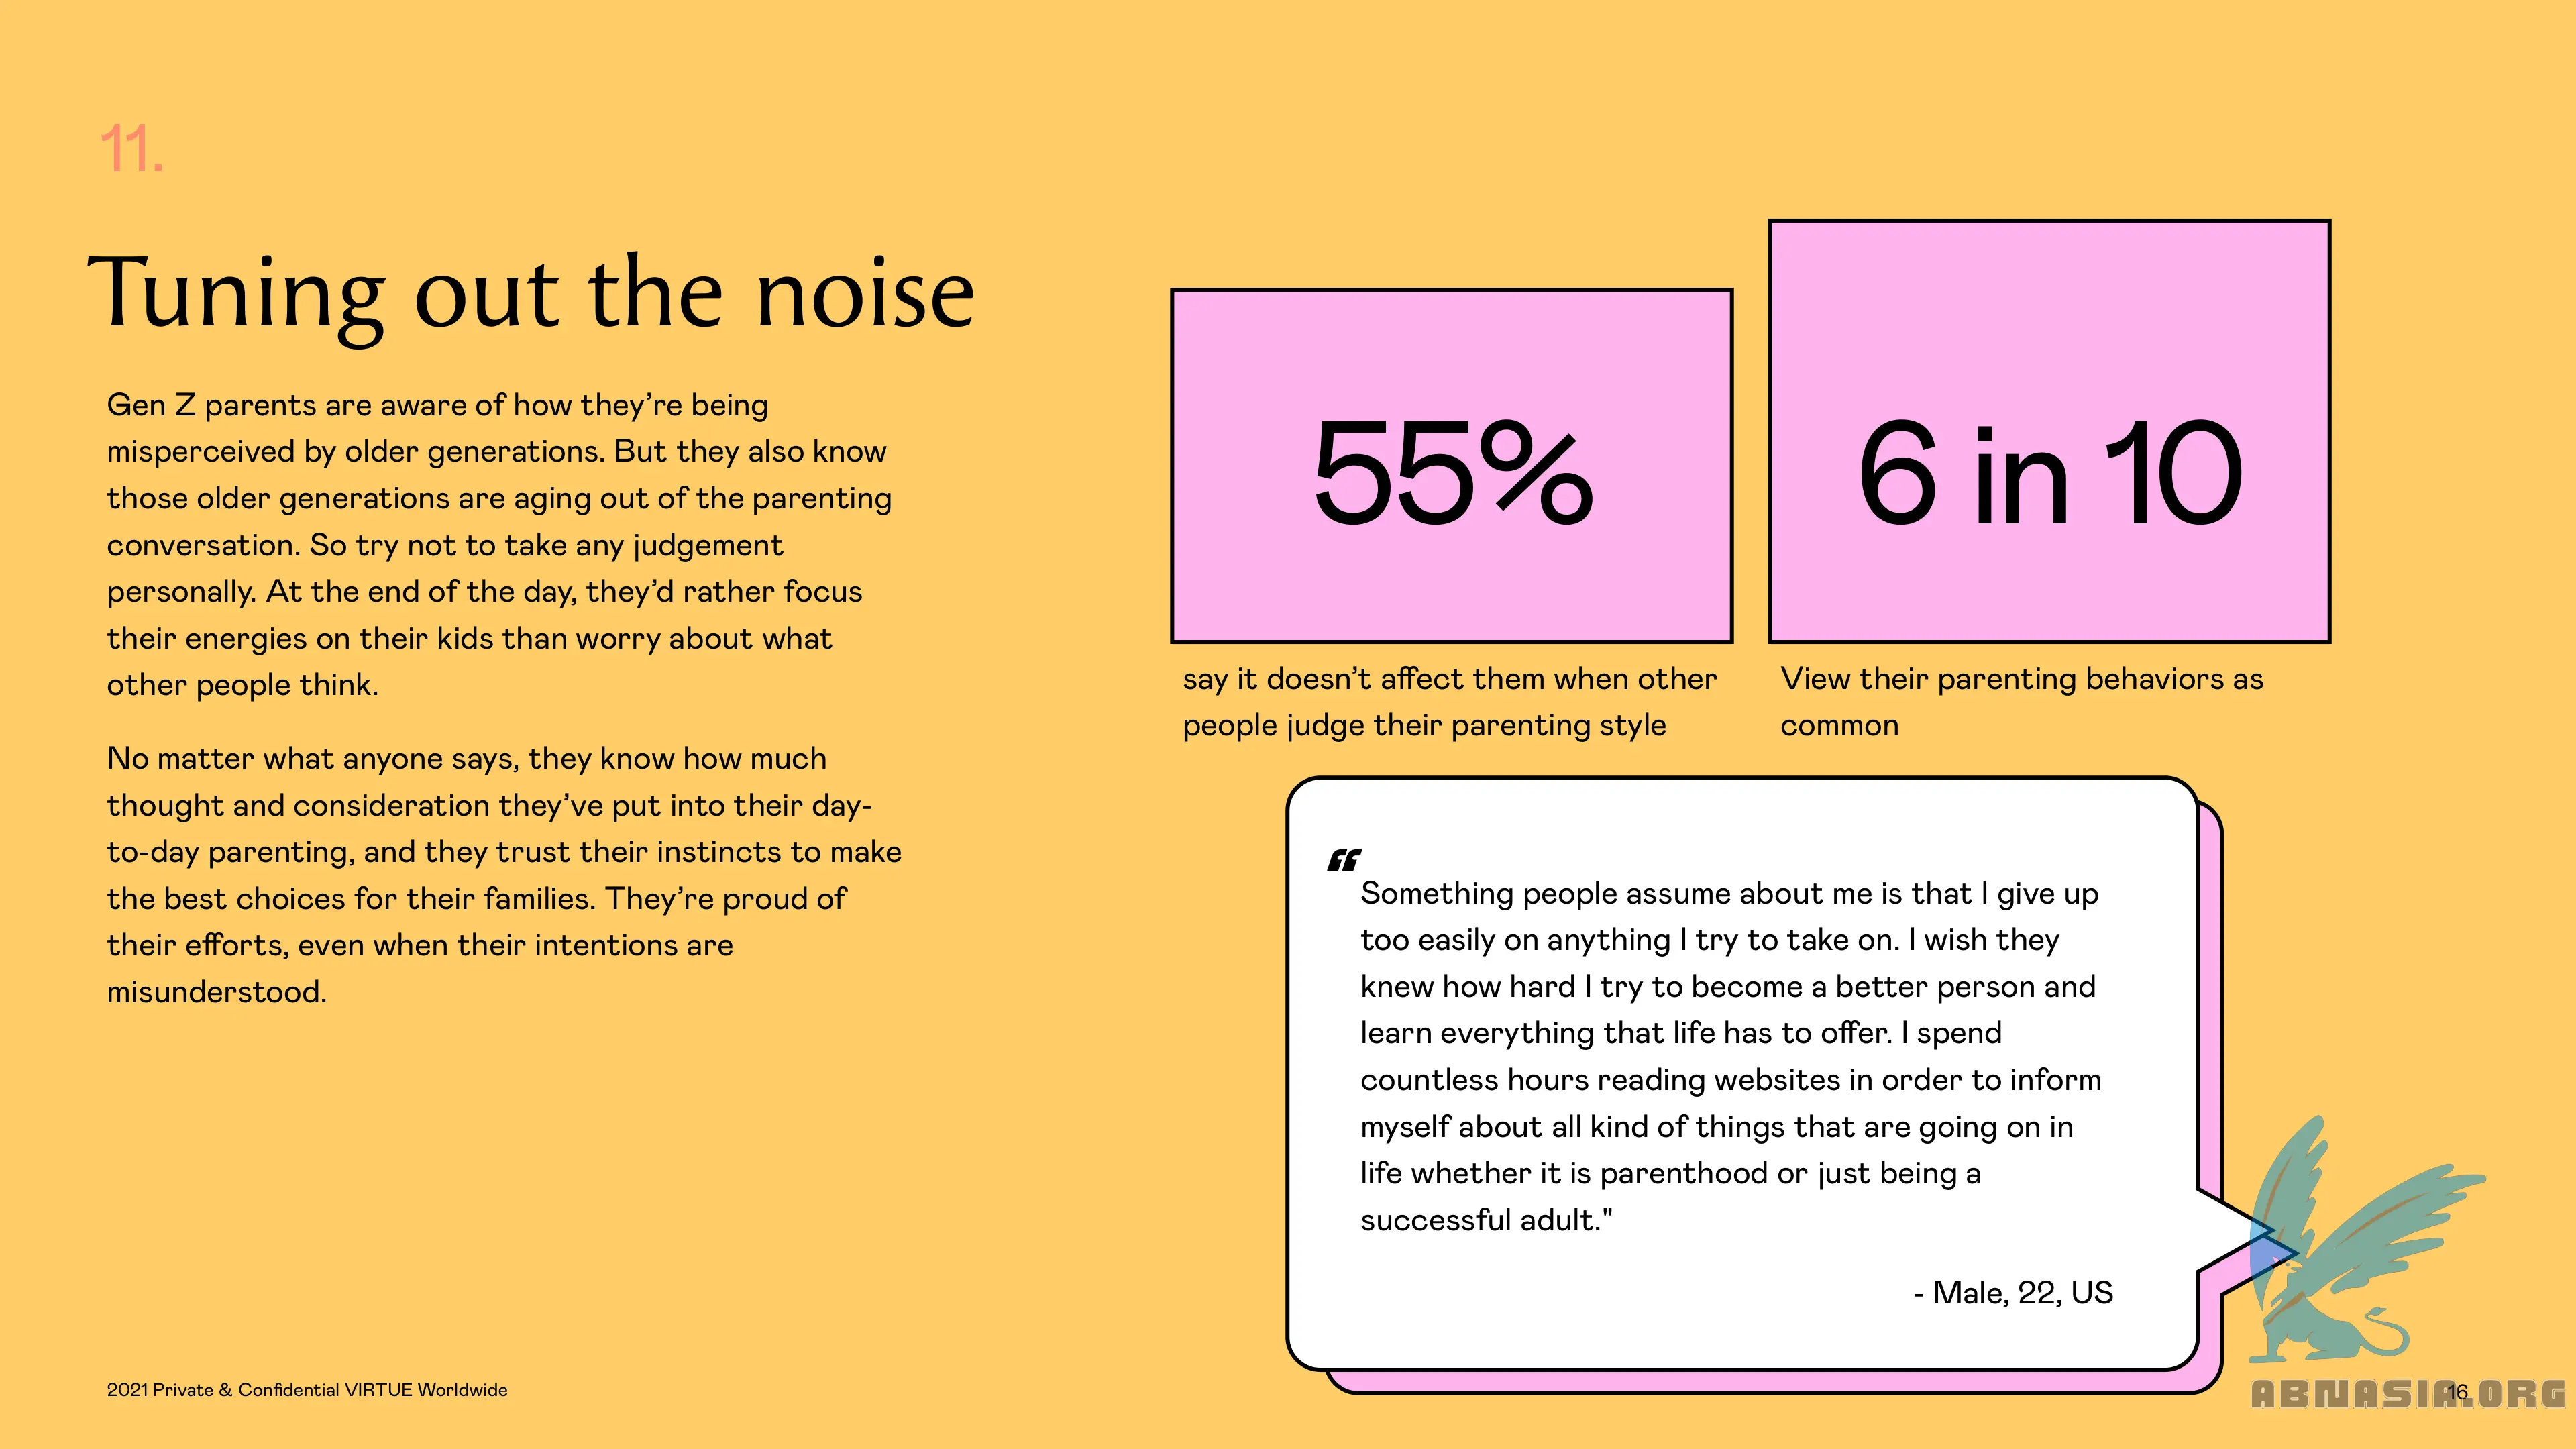 11.
Tuning out the noise
Gen Z parents are aware of how they’re being
misperceived by older generations. But they also know
those older generations are aging out of the parenting
conversation. So try not to take any judgement
personally. At the end of the day, they’d rather focus
their energies on their kids than worry about what
other people think.
No matter what anyone says, they know how much
thought and consideration they’ve put into their day-
to-day parenting, and they trust their instincts to make
the best choices for their families. They’re proud of
their efforts, even when their intentions are
misunderstood.
55%
say it doesn’t affect them when other
people judge their parenting style
6 in 10
View their parenting behaviors as
common
“
Something people assume about me is that I give up
too easily on anything I try to take on. I wish they
knew how hard I try to become a better person and
learn everything that life has to offer. I spend
countless hours reading websites in order to inform
myself about all kind of things that are going on in
life whether it is parenthood or just being a
successful adult."
- Male, 22, US
2021 Private & Confidential VIRTUE Worldwide
16
ABNASIA.ORG